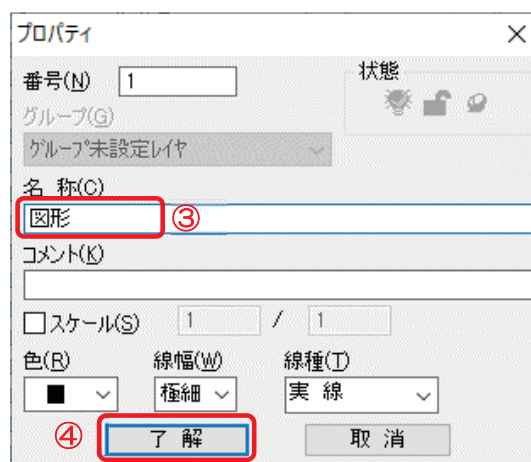 プロパティ
番号(N) 1
状態
グループ(G)
グループ未設定レイヤ
名 称(C)
図形 ③
コメント(K)
スケール(S) 1 / 1
色(R) 線幅(W) 線種(T)
極細 実 線
④ 了 解 取 消